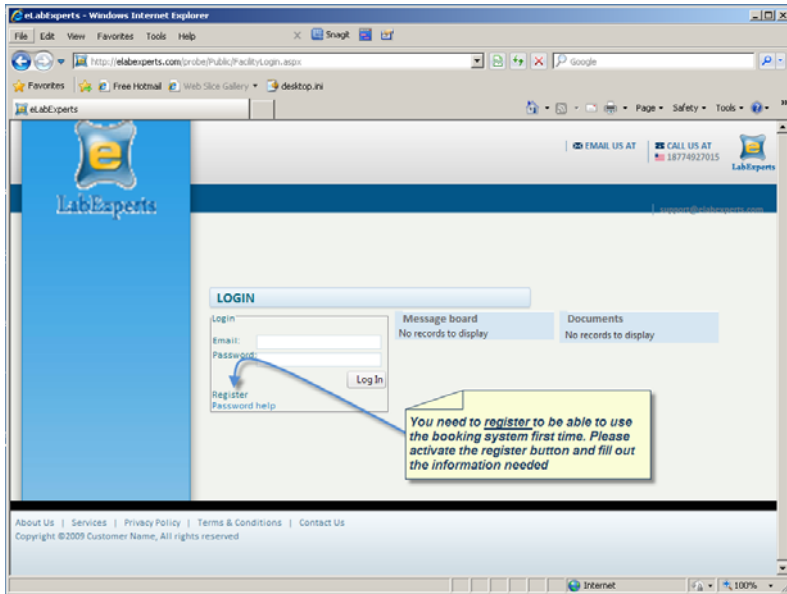 eLabExperts - Windows Internet Explorer
File Edit View Favorites Tools Help Snagit
http://elabexperts.com/probe/Public/FacilityLogin.aspx Google
Favorites Free Hotmail Web Slice Gallery desktop.ini
eLabExperts Page Safety Tools
EMAIL US AT CALL US AT
18774927015
e
LabExperts
LabExperts
support@elabexperts.com
LOGIN
Login Message board Documents
No records to display No records to display
Email:
Password:
Log In
Register
Password help
You need to register to be able to use
the booking system first time. Please
activate the register button and fill out
the information needed
About Us | Services | Privacy Policy | Terms & Conditions | Contact Us
Copyright ©2009 Customer Name, All rights reserved
Internet 100%